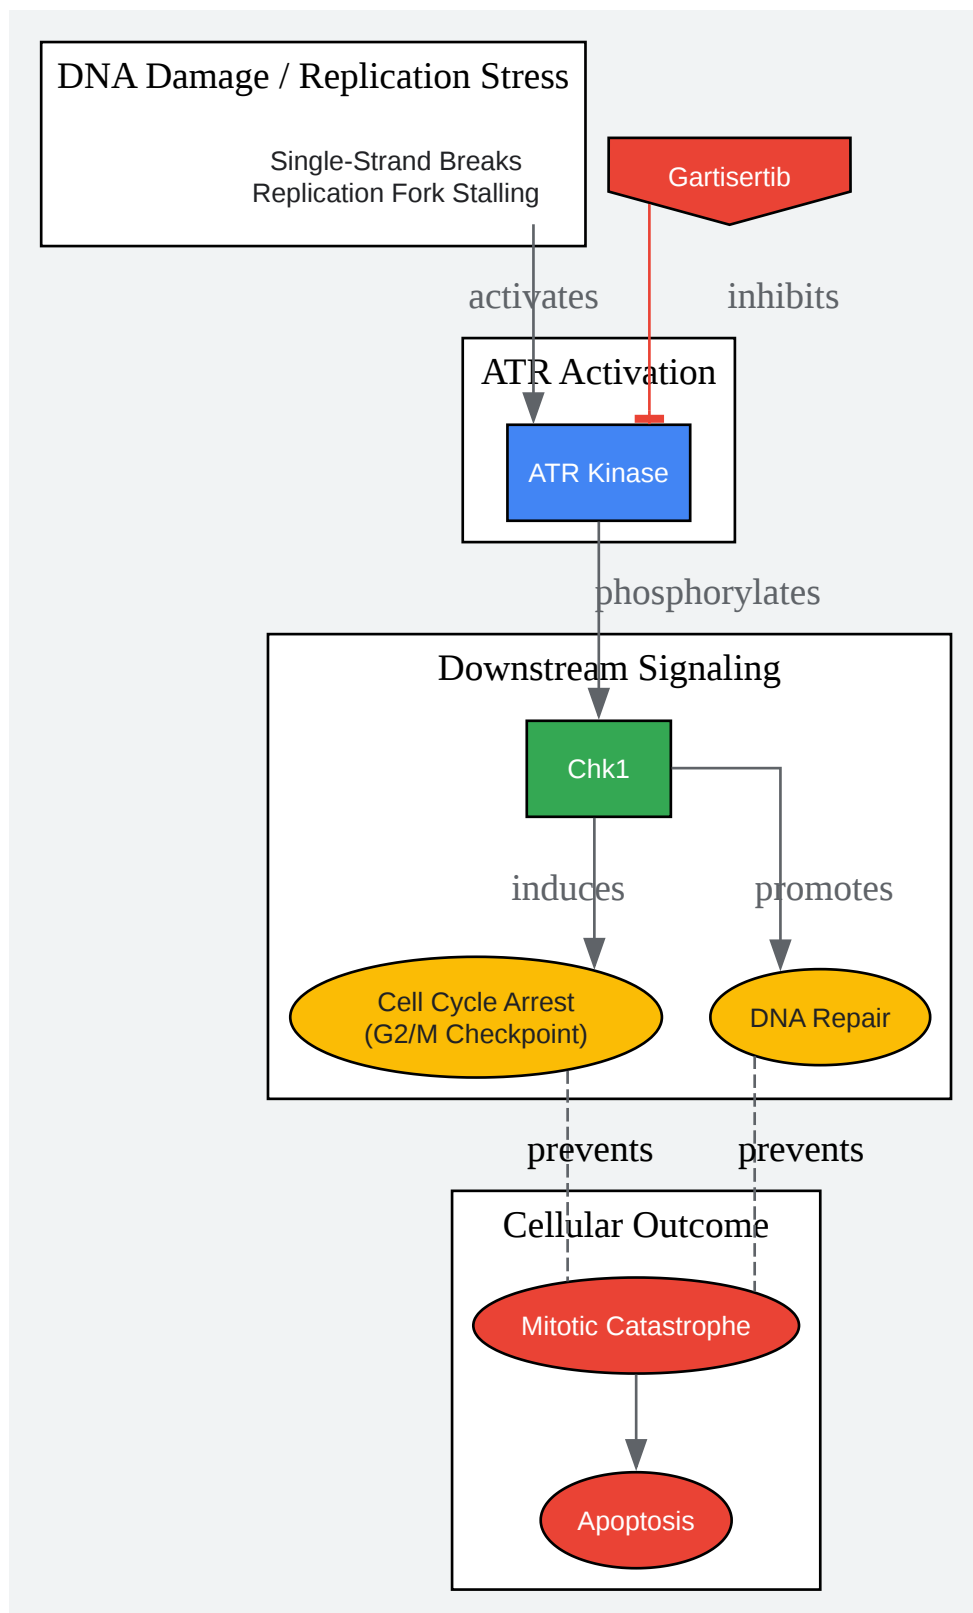 DNA Damage / Replication Stress
Single-Strand Breaks
Replication Fork Stalling
Gartisertib
activates
inhibits
ATR Activation
ATR Kinase
phosphorylates
Downstream Signaling
Chk1
induces
promotes
Cell Cycle Arrest
(G2/M Checkpoint)
DNA Repair
prevents
prevents
Cellular Outcome
Mitotic Catastrophe
Apoptosis